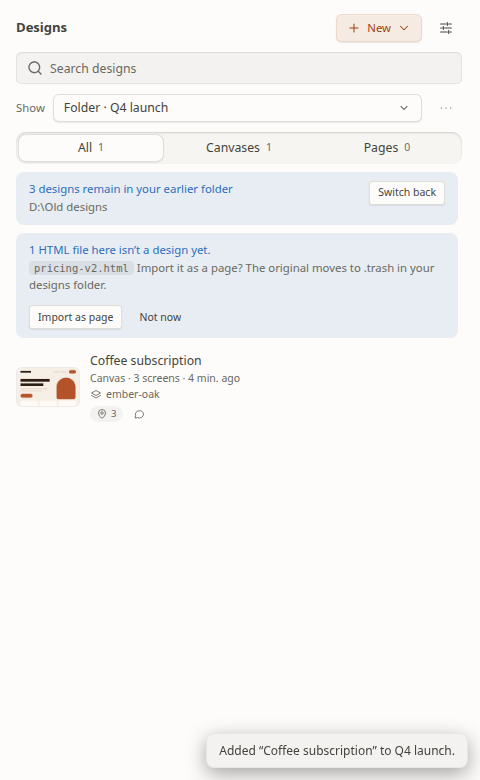 Designs
New
Search designs
Show
Folder · Q4 launch
All 1
Canvases 1
Pages 0
3 designs remain in your earlier folder
D:\Old designs
Switch back
1 HTML file here isn’t a design yet.
pricing-v2.html Import it as a page? The original moves to .trash in your
designs folder.
Import as page
Not now
Coffee subscription
Canvas · 3 screens · 4 min. ago
ember-oak
3
Added “Coffee subscription” to Q4 launch.